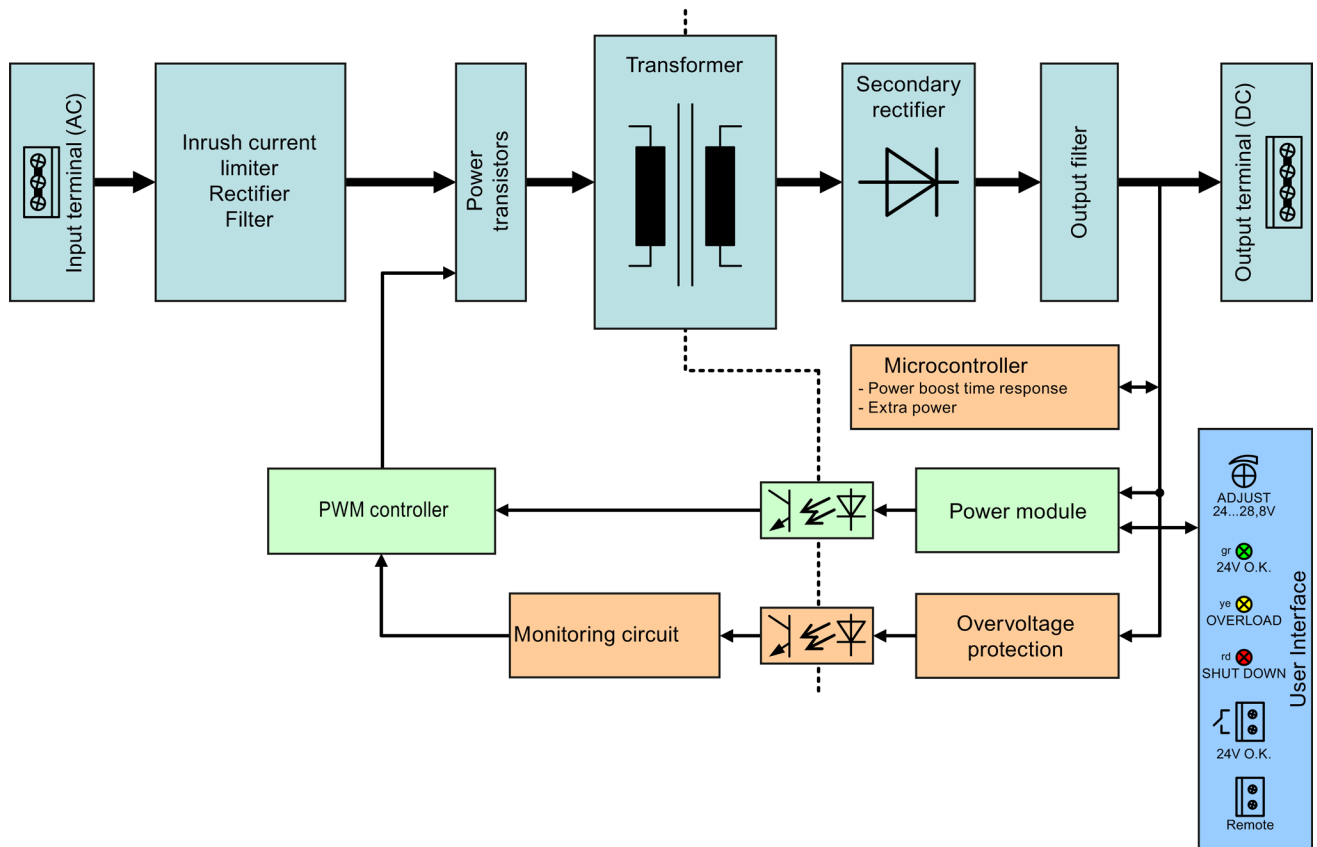 Input terminal (AC)
Inrush current
limiter
Rectifier
Filter
Power
transistors
Transformer
Secondary
rectifier
Output filter
Output terminal (DC)
Microcontroller
- Power boost time response
- Extra power
PWM controller
Power module
Monitoring circuit
Overvoltage
protection
User Interface
ADJUST
24...28,8V
gr
24V O.K.
ye
OVERLOAD
rd
SHUT DOWN
24V O.K.
Remote